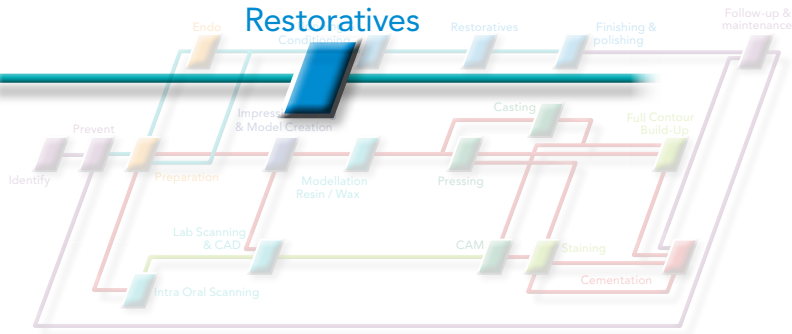 Restoratives
Endo
Conditioning
Restoratives
Finishing &
polishing
Follow-up &
maintenance
Casting
Full Contour
Build-Up
Prevent
& Model Creation
Identify
Preparation
Modellation
Resin / Wax
Pressing
Lab Scanning
& CAD
CAM
Staining
Cementation
Intra Oral Scanning